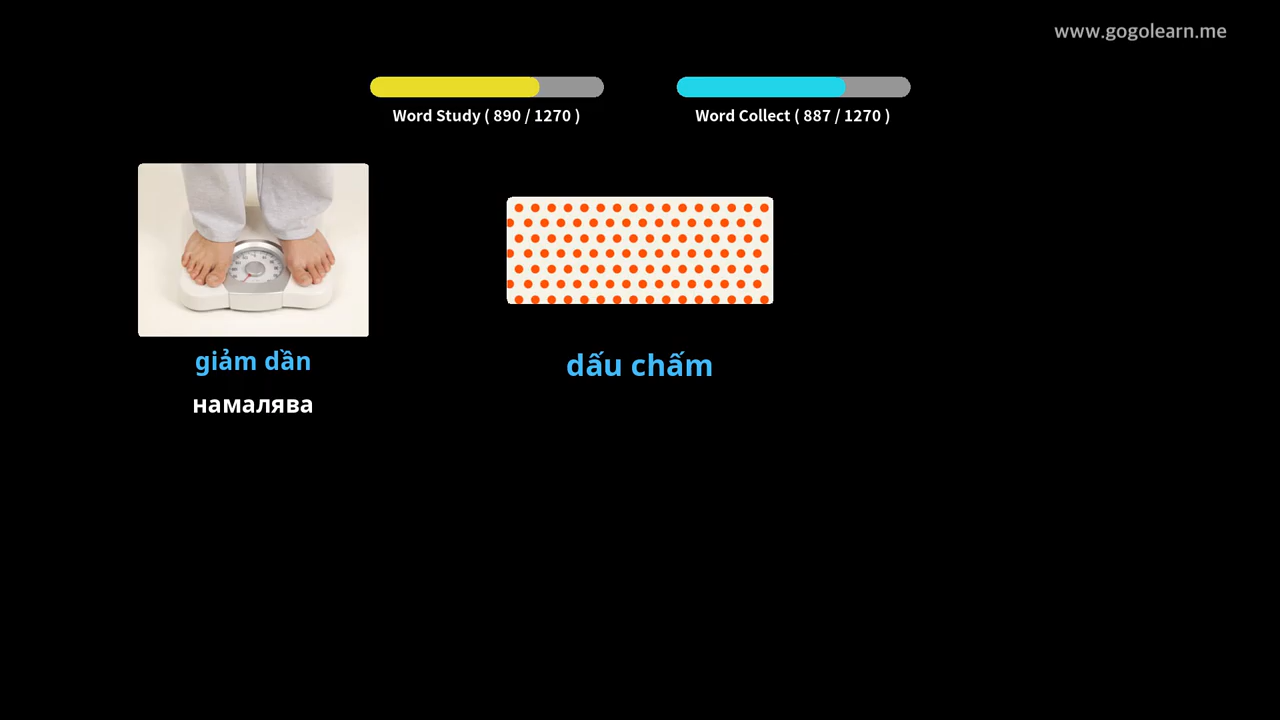 www.gogolearn.me
Word Study ( 890 / 1270 )
Word Collect ( 887 / 1270 )
giảm dần
намалява
dấu chấm